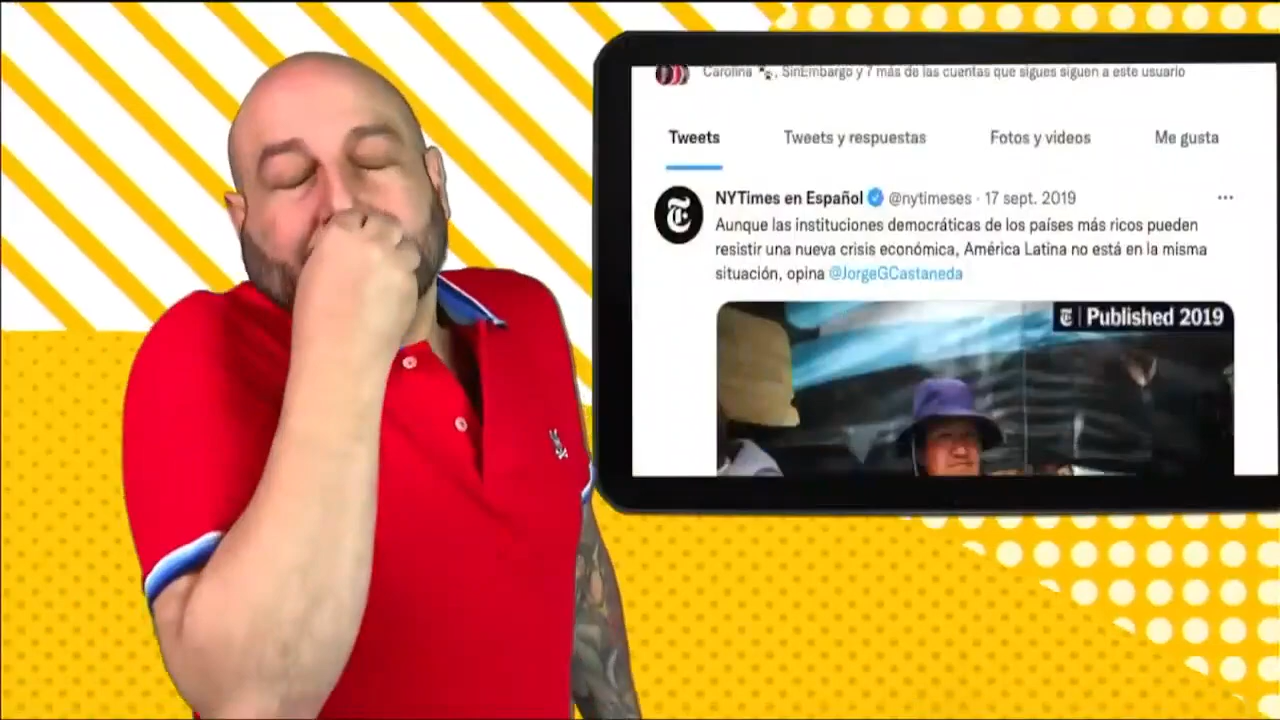 Carolina 🐾, SinEmbargo y 7 más de las cuentas que sigues siguen a este usuario
Tweets Tweets y respuestas Fotos y videos Me gusta
NYTimes en Español @nytimeses · 17 sept. 2019
Aunque las instituciones democráticas de los países más ricos pueden
resistir una nueva crisis económica, América Latina no está en la misma
situación, opina @JorgeGCastaneda
T | Published 2019